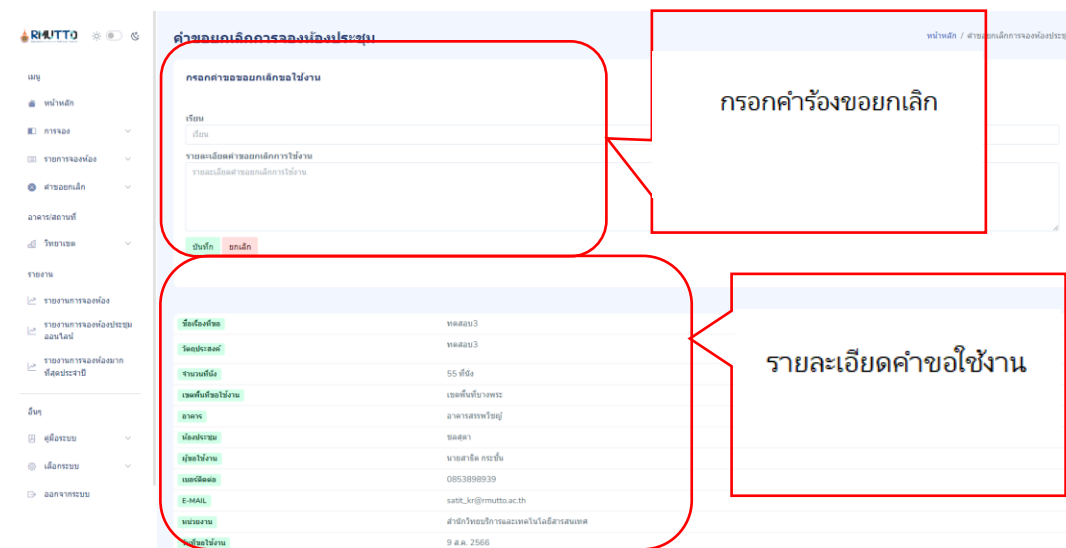 RMUTTO
คำขอยกเลิกการจองห้องประชุม
หน้าหลัก / คำขอยกเลิกการจองห้องประชุ
เมนู
หน้าหลัก
การจอง
รายการจองห้อง
คำขอยกเลิก
อาคาร/สถานที่
วิทยาเขต
รายงาน
รายงานการจองห้อง
รายงานการจองห้องประชุม
ออนไลน์
รายงานการจองห้องมาก
ที่สุดประจำปี
อื่นๆ
คู่มือระบบ
เลือกระบบ
ออกจากระบบ
กรอกคำขอขอยกเลิกขอใช้งาน
เรียน
เรียน
รายละเอียดคำขอยกเลิกการใช้งาน
รายละเอียดคำขอยกเลิกการใช้งาน
บันทึก ยกเลิก
กรอกคำร้องขอยกเลิก
ชื่อเรื่องที่ขอ ทดสอบ3
วัตถุประสงค์ ทดสอบ3
จำนวนที่นั่ง 55 ที่นั่ง
เขตพื้นที่ขอใช้งาน เขตพื้นที่บางพระ
อาคาร อาคารสรรพวิชญ์
ห้องประชุม ชลสุดา
ผู้ขอใช้งาน นายสาธิต กระชั้น
เบอร์ติดต่อ 0853898939
E-MAIL satit_kr@rmutto.ac.th
หน่วยงาน สำนักวิทยบริการและเทคโนโลยีสารสนเทศ
วันที่ขอใช้งาน 9 ส.ค. 2566
รายละเอียดคำขอใช้งาน